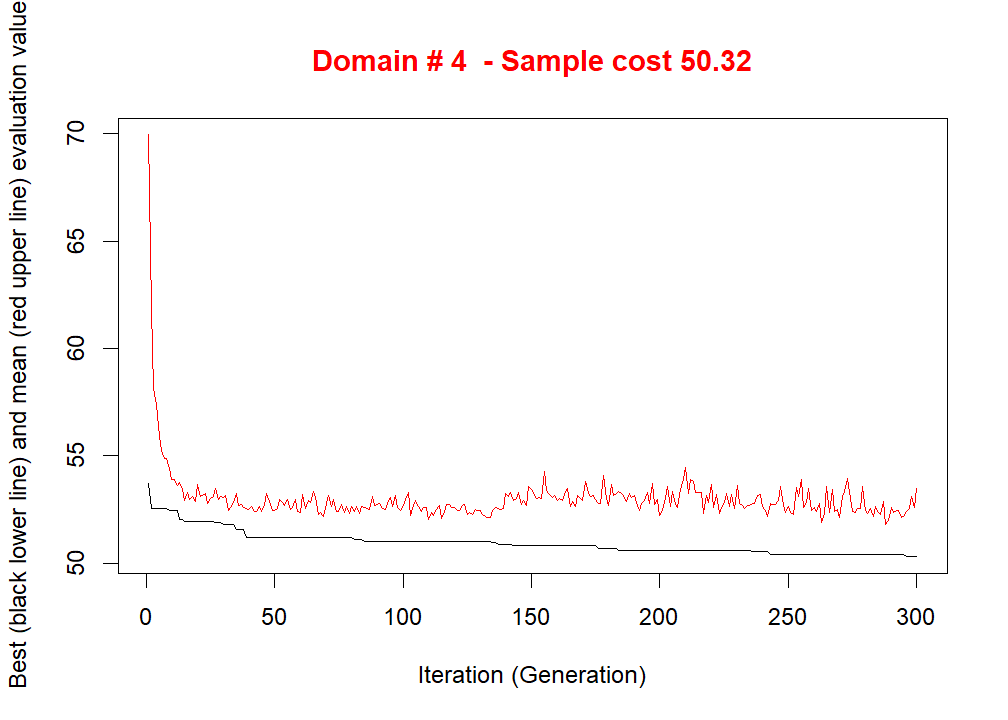 Domain # 4  - Sample cost 50.32
Best (black lower line) and mean (red upper line) evaluation value
70
65
60
55
50
0 50 100 150 200 250 300
Iteration (Generation)